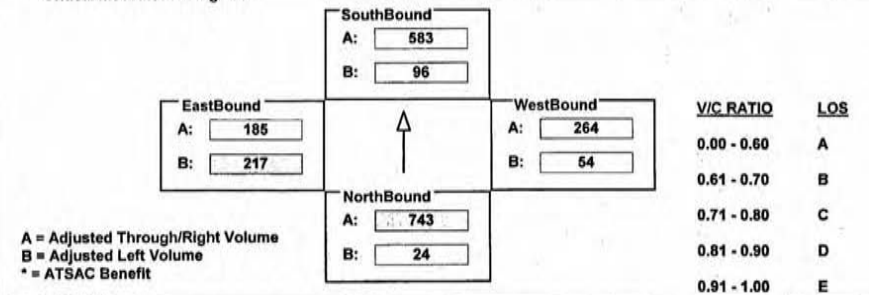 SouthBound
A: 583
B: 96
EastBound
A: 185
B: 217
WestBound
A: 264
B: 54
NorthBound
A: 743
B: 24
A = Adjusted Through/Right Volume
B = Adjusted Left Volume
* = ATSAC Benefit
V/C RATIO LOS
0.00 - 0.60 A
0.61 - 0.70 B
0.71 - 0.80 C
0.81 - 0.90 D
0.91 - 1.00 E